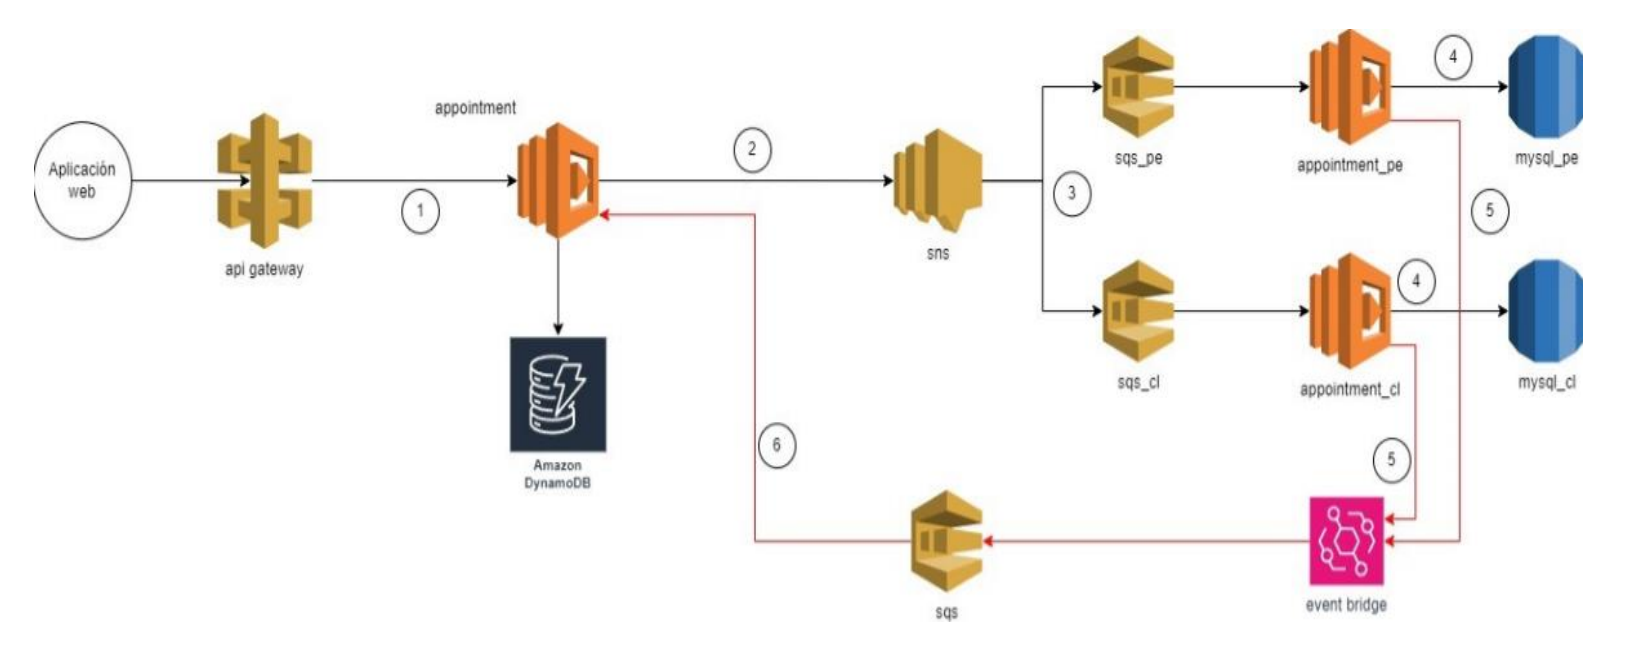 appointment
Aplicación
web
api gateway
1
2
sns
3
sqs_pe
appointment_pe
4
mysql_pe
5
sqs_cl
appointment_cl
4
mysql_cl
5
Amazon
DynamoDB
6
sqs
event bridge